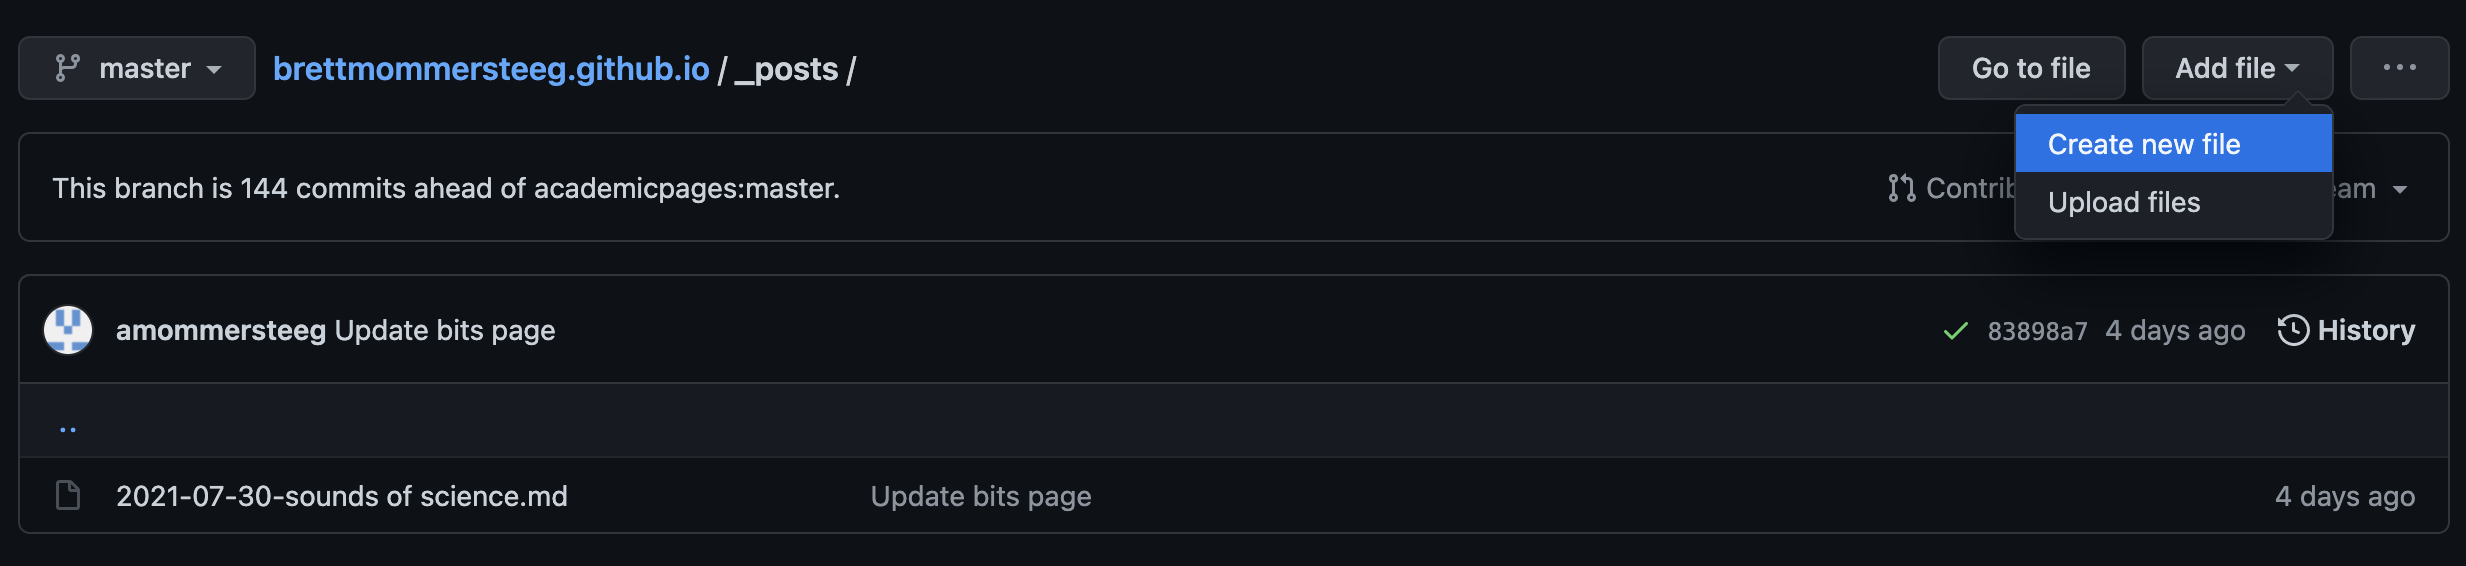 master brettmommersteeg.github.io / _posts / Go to file Add file ...
Create new file
This branch is 144 commits ahead of academicpages:master.
Upload files
amommersteeg Update bits page 83898a7 4 days ago History
..
2021-07-30-sounds of science.md Update bits page 4 days ago